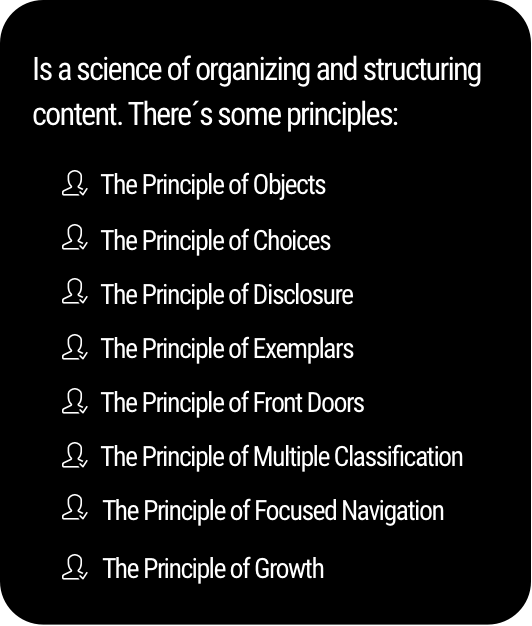 Is a science of organizing and structuring
content. There´s some principles:
The Principle of Objects
The Principle of Choices
The Principle of Disclosure
The Principle of Exemplars
The Principle of Front Doors
The Principle of Multiple Classification
The Principle of Focused Navigation
The Principle of Growth